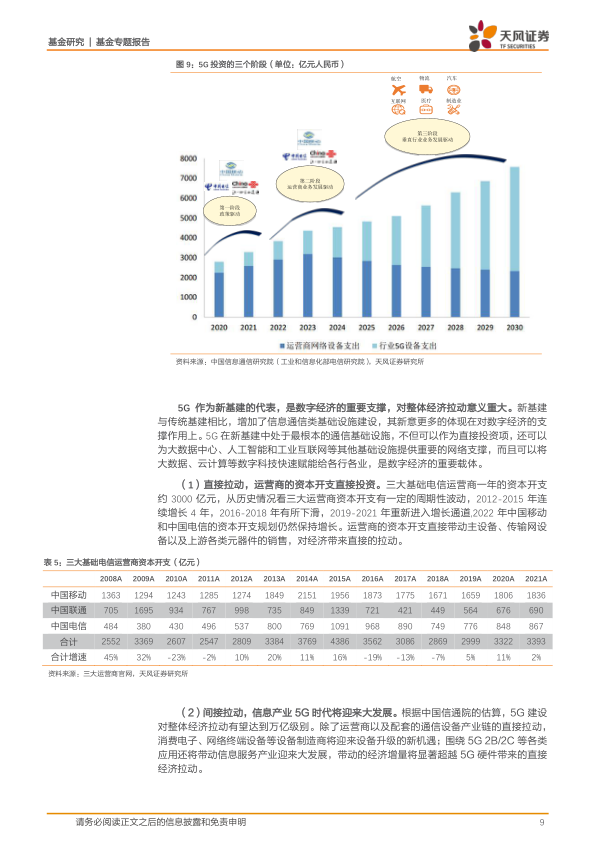 基金研究 | 基金专题报告
天风证券
TF SECURITIES
图 9：5G 投资的三个阶段（单位：亿元人民币）
航空 物流 汽车
互联网 医疗 制造业
第三阶段
垂直行业业务发展驱动
中国移动
中国电信 China unicom中国联通
第二阶段
运营商业务发展驱动
中国移动
中国电信 China unicom中国联通
第一阶段
政策驱动
8000
7000
6000
5000
4000
3000
2000
1000
0
2020 2021 2022 2023 2024 2025 2026 2027 2028 2029 2030
运营商网络设备支出 行业5G设备支出
资料来源：中国信息通信研究院（工业和信息化部电信研究院）、天风证券研究所
5G 作为新基建的代表，是数字经济的重要支撑，对整体经济拉动意义重大。新基建
与传统基建相比，增加了信息通信类基础设施建设，其新意更多的体现在对数字经济的支
撑作用上。5G 在新基建中处于最根本的通信基础设施，不但可以作为直接投资项，还可以
为大数据中心、人工智能和工业互联网等其他基础设施提供重要的网络支撑，而且可以将
大数据、云计算等数字科技快速赋能给各行各业，是数字经济的重要载体。
（1）直接拉动，运营商的资本开支直接投资。三大基础电信运营商一年的资本开支
约 3000 亿元，从历史情况看三大运营商资本开支有一定的周期性波动，2012-2015 年连
续增长 4 年，2016-2018 年有所下滑，2019-2021 年重新进入增长通道,2022 年中国移动
和中国电信的资本开支规划仍然保持增长。运营商的资本开支直接带动主设备、传输网设
备以及上游各类元器件的销售，对经济带来直接的拉动。
表 5：三大基础电信运营商资本开支（亿元）
2008A 2009A 2010A 2011A 2012A 2013A 2014A 2015A 2016A 2017A 2018A 2019A 2020A 2021A
中国移动 1363 1294 1243 1285 1274 1849 2151 1956 1873 1775 1671 1659 1806 1836
中国联通 705 1695 934 767 998 735 849 1339 721 421 449 564 676 690
中国电信 484 380 430 496 537 800 769 1091 968 890 749 776 848 867
合计 2552 3369 2607 2547 2809 3384 3769 4386 3562 3086 2869 2999 3322 3393
合计增速 45% 32% -23% -2% 10% 20% 11% 16% -19% -13% -7% 5% 11% 2%
资料来源：三大运营商官网，天风证券研究所
（2）间接拉动，信息产业 5G 时代将迎来大发展。根据中国信通院的估算，5G 建设
对整体经济拉动有望达到万亿级别。除了运营商以及配套的通信设备产业链的直接拉动，
消费电子、网络终端设备等设备制造商将迎来设备升级的新机遇；围绕 5G 2B/2C 等各类
应用还将带动信息服务产业迎来大发展，带动的经济增量将显著超越 5G 硬件带来的直接
经济拉动。
请务必阅读正文之后的信息披露和免责申明 9